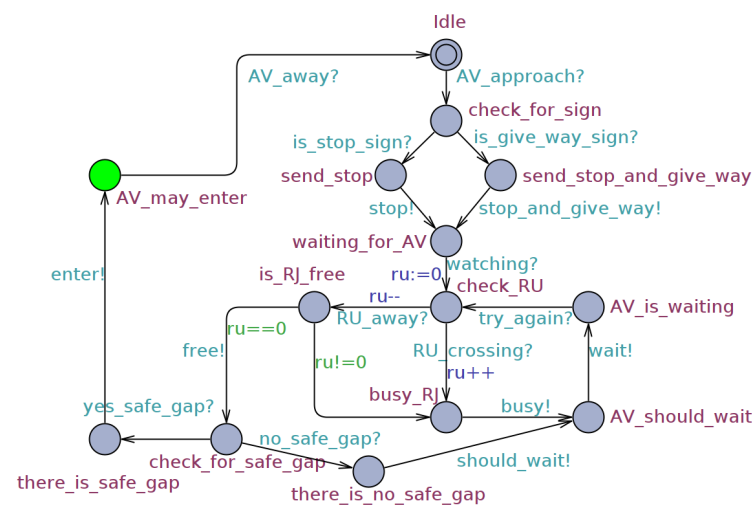 Idle
AV_away?
AV_approach?
check_for_sign
is_stop_sign?
is_give_way_sign?
send_stop
send_stop_and_give_way
AV_may_enter
stop!
stop_and_give_way!
waiting_for_AV
watching?
enter!
is_RJ_free
ru:=0
check_RU
ru--
AV_is_waiting
ru==0
RU_away?
try_again?
free!
ru!=0
RU_crossing?
wait!
ru++
busy_RJ
yes_safe_gap?
busy!
AV_should_wait
no_safe_gap?
check_for_safe_gap
should_wait!
there_is_safe_gap
there_is_no_safe_gap